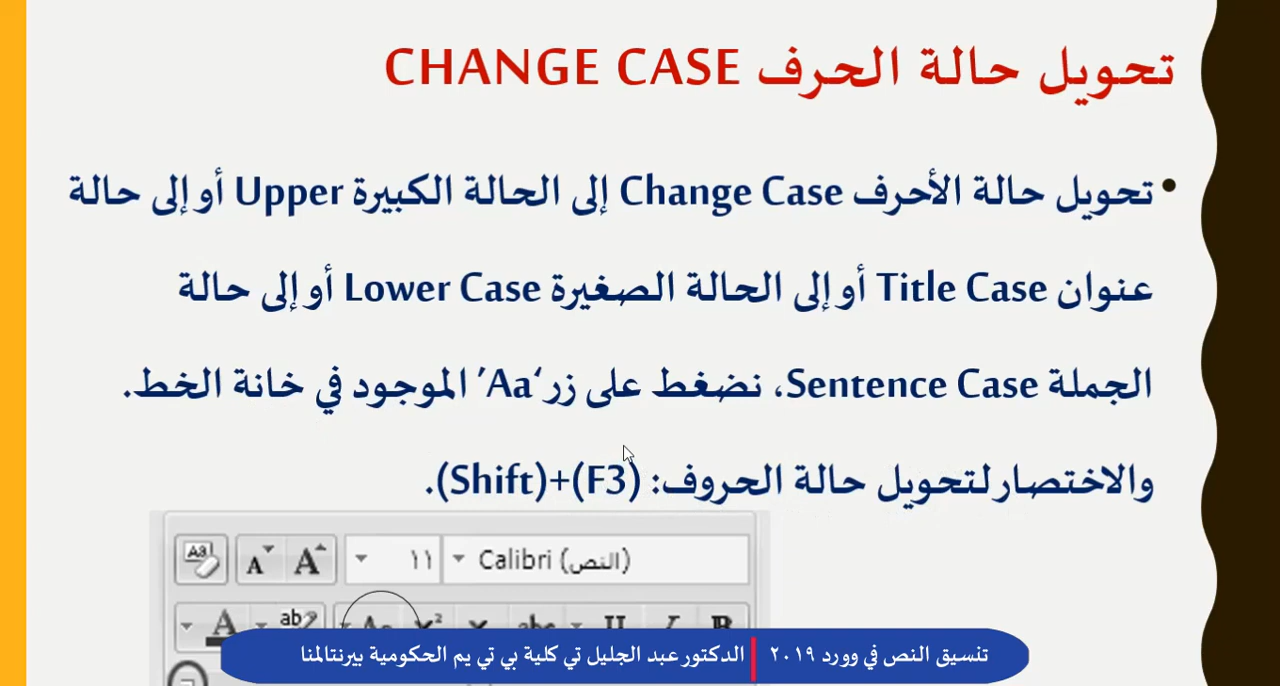 تحويل حالة الحرف CHANGE CASE
• تحويل حالة الأحرف Change Case إلى الحالة الكبيرة Upper أو إلى حالة
عنوان Title Case أو إلى الحالة الصغيرة Lower Case أو إلى حالة
الجملة Sentence Case، نضغط على زر ‘Aa’ الموجود في خانة الخط.
والاختصار لتحويل حالة الحروف: (Shift)+(F3).
Calibri (النص) ١١ A A Aa
تنسيق النص في وورد ٢٠١٩ | الدكتور عبد الجليل تي كلية بي تي يم الحكومية بيرنتالمنا